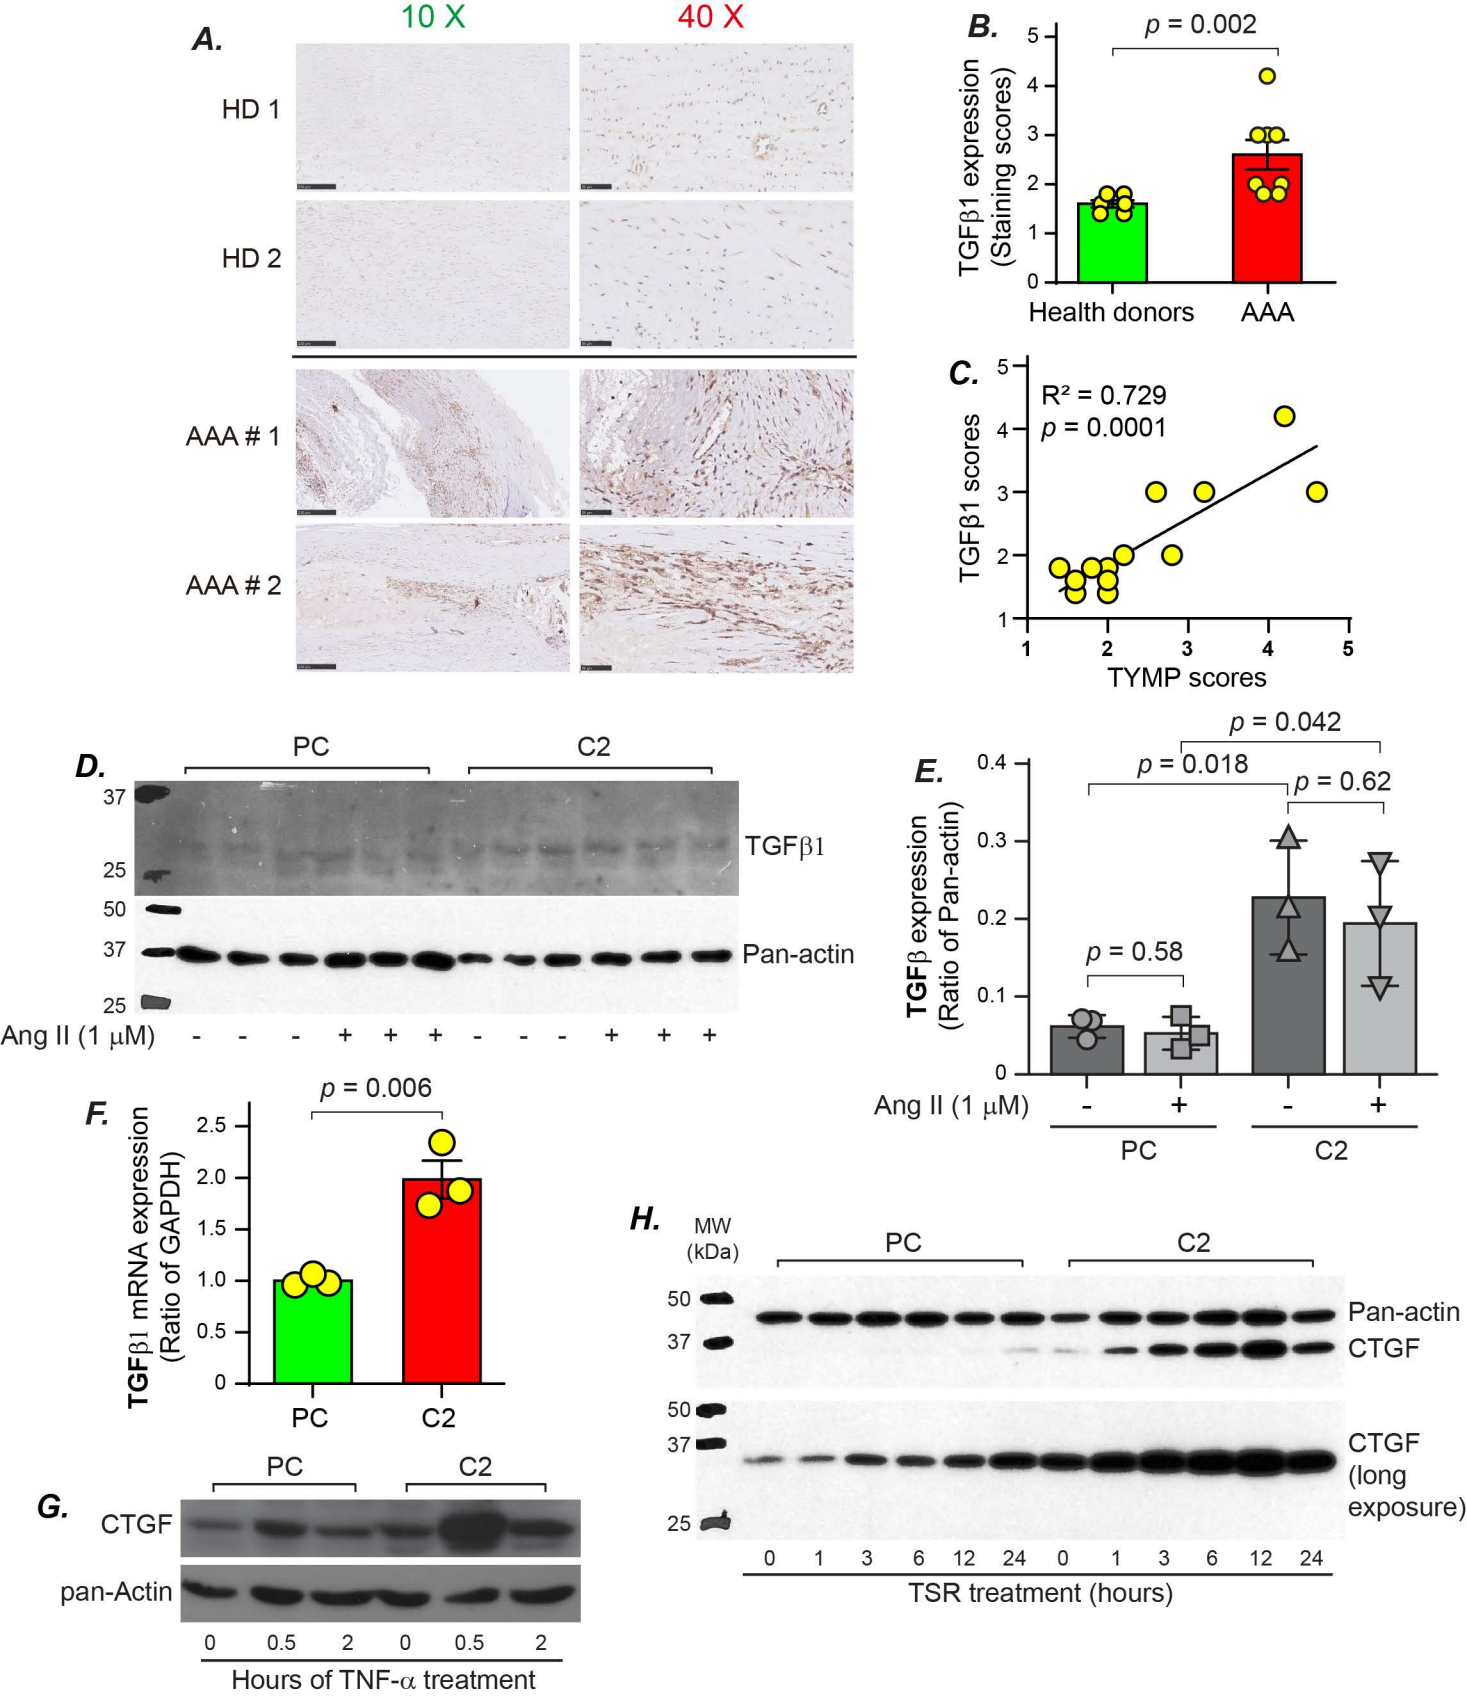 A.
10 X
40 X
HD 1
HD 2
AAA # 1
AAA # 2
B.
p = 0.002
TGFβ1 expression
(Staining scores)
5
4
3
2
1
0
Health donors
AAA
C.
R² = 0.729
p = 0.0001
TGFβ1 scores
5
4
3
2
1
1
2
3
4
5
TYMP scores
D.
PC
C2
37
25
TGFβ1
50
37
25
Pan-actin
Ang II (1 μM)
- - - + + + - - - + + +
E.
p = 0.042
p = 0.018
p = 0.62
p = 0.58
TGFβ expression
(Ratio of Pan-actin)
0.4
0.3
0.2
0.1
0
Ang II (1 μM)
- + - +
PC
C2
F.
p = 0.006
TGFβ1 mRNA expression
(Ratio of GAPDH)
2.5
2.0
1.5
1.0
0.5
0
PC
C2
G.
PC
C2
CTGF
pan-Actin
0 0.5 2 0 0.5 2
Hours of TNF-α treatment
H.
MW
(kDa)
PC
C2
50
37
Pan-actin
CTGF
50
37
25
CTGF
(long
exposure)
0 1 3 6 12 24 0 1 3 6 12 24
TSR treatment (hours)